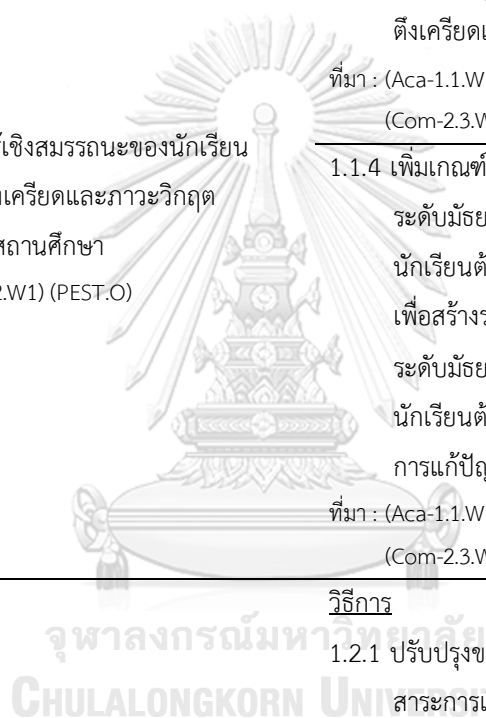 ตึงเครียด
ที่มา : (Aca-1.1.W
(Com-2.3.W
เชิงสมรรถนะของนักเรียน
เครียดและภาวะวิกฤต
สถานศึกษา
.W1) (PEST.O)
1.1.4 เพิ่มเกณฑ์
ระดับมัธย
นักเรียนต้
เพื่อสร้าง
ระดับมัธย
นักเรียนต้
การแก้ปัญ
ที่มา : (Aca-1.1.W
(Com-2.3.W
วิธีการ
1.2.1 ปรับปรุง
สาระการ
จุฬาลงกรณ์มหาวิทยาลัย
CHULALONGKORN UNIVERSITY